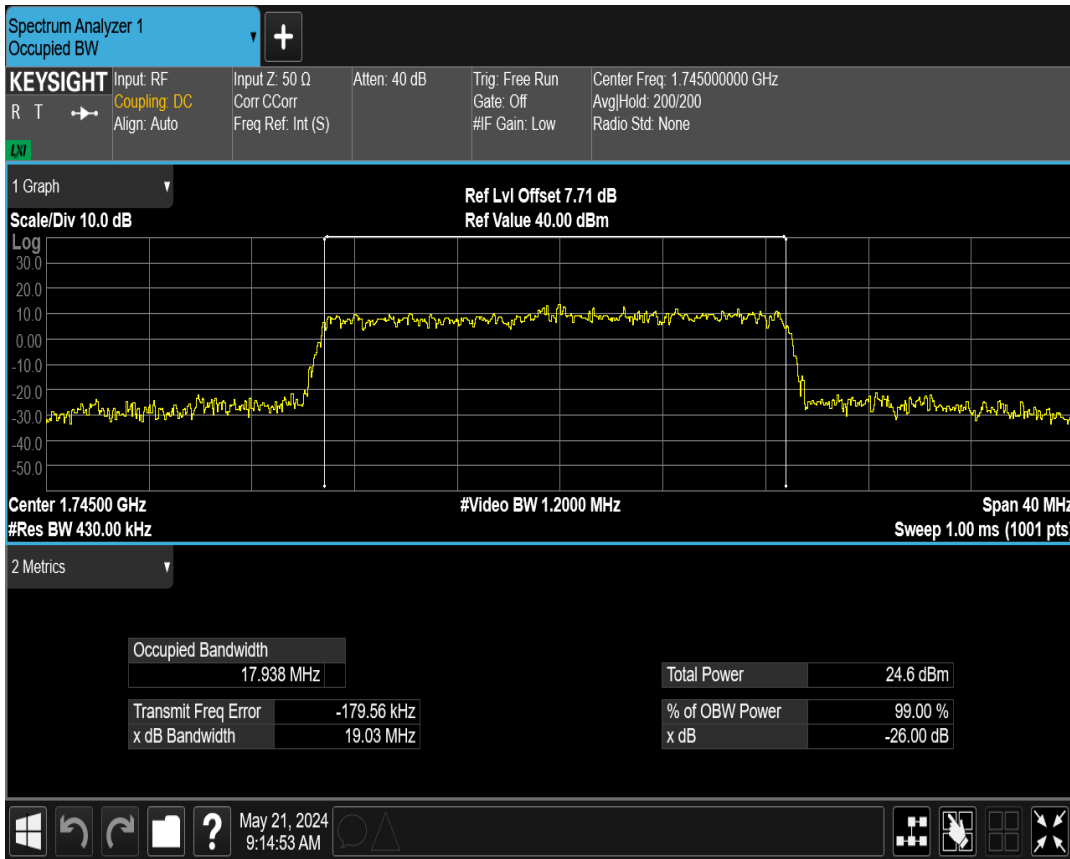 Spectrum Analyzer 1
Occupied BW
+
KEYSIGHT
R T
LXI
Input: RF
Coupling: DC
Align: Auto
Input Z: 50 Ω
Corr CCorr
Freq Ref: Int (S)
Atten: 40 dB
Trig: Free Run
Gate: Off
#IF Gain: Low
Center Freq: 1.745000000 GHz
Avg|Hold: 200/200
Radio Std: None
1 Graph
Scale/Div 10.0 dB
Ref Lvl Offset 7.71 dB
Ref Value 40.00 dBm
Log
30.0
20.0
10.0
0.00
-10.0
-20.0
-30.0
-40.0
-50.0
Center 1.74500 GHz
#Video BW 1.2000 MHz
Span 40 MHz
#Res BW 430.00 kHz
Sweep 1.00 ms (1001 pts)
2 Metrics
Occupied Bandwidth
17.938 MHz
Total Power 24.6 dBm
Transmit Freq Error -179.56 kHz
% of OBW Power 99.00 %
x dB Bandwidth 19.03 MHz
x dB -26.00 dB
?
May 21, 2024
9:14:53 AM